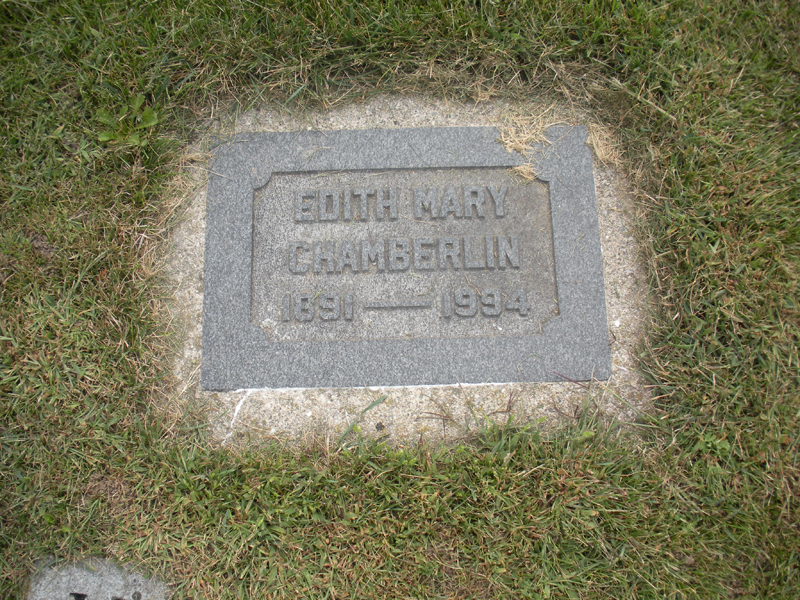 EDITH MARY
CHAMBERLIN
1891 — 1994